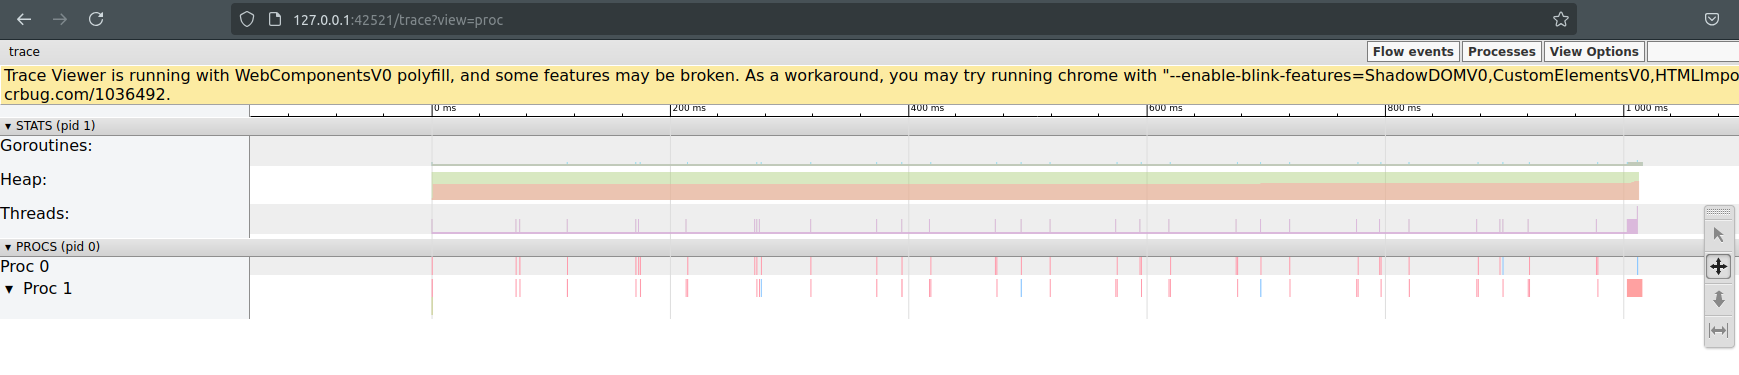 127.0.0.1:42521/trace?view=proc
trace Flow events Processes View Options
Trace Viewer is running with WebComponentsV0 polyfill, and some features may be broken. As a workaround, you may try running chrome with "--enable-blink-features=ShadowDOMV0,CustomElementsV0,HTMLImpo
crbug.com/1036492.
0 ms 200 ms 400 ms 600 ms 800 ms 1 000 ms
▾ STATS (pid 1)
Goroutines:
Heap:
Threads:
▾ PROCS (pid 0)
Proc 0
▾ Proc 1